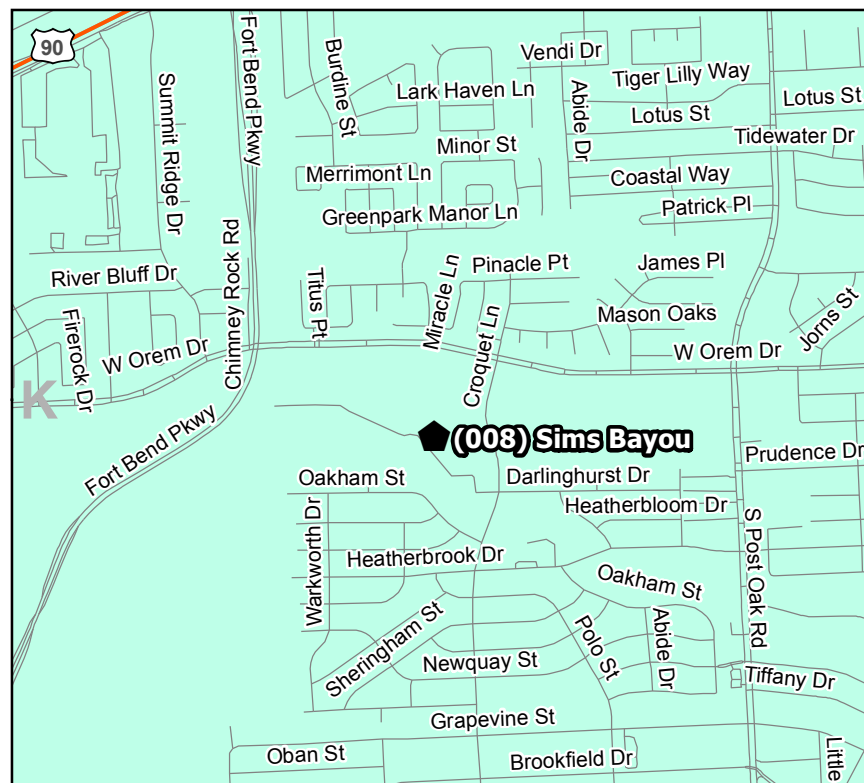 90
Fort Bend Pkwy
Burdine St
Vendi Dr
Summit Ridge Dr
Lark Haven Ln
Abide Dr
Tiger Lilly Way
Lotus St
Lotus St
Minor St
Tidewater Dr
Merrimont Ln
Coastal Way
Greenpark Manor Ln
Patrick Pl
River Bluff Dr
Chimney Rock Rd
Titus Pt
Miracle Ln
Pinacle Pt
James Pl
Firerock Dr
W Orem Dr
Croquet Ln
Mason Oaks
Jorns St
W Orem Dr
K
Fort Bend Pkwy
(008) Sims Bayou
Prudence Dr
Oakham St
Darlinghurst Dr
Warkworth Dr
Heatherbloom Dr
S Post Oak Rd
Heatherbrook Dr
Oakham St
Sheringham St
Polo St
Abide Dr
Newquay St
Tiffany Dr
Grapevine St
Oban St
Brookfield Dr
Little